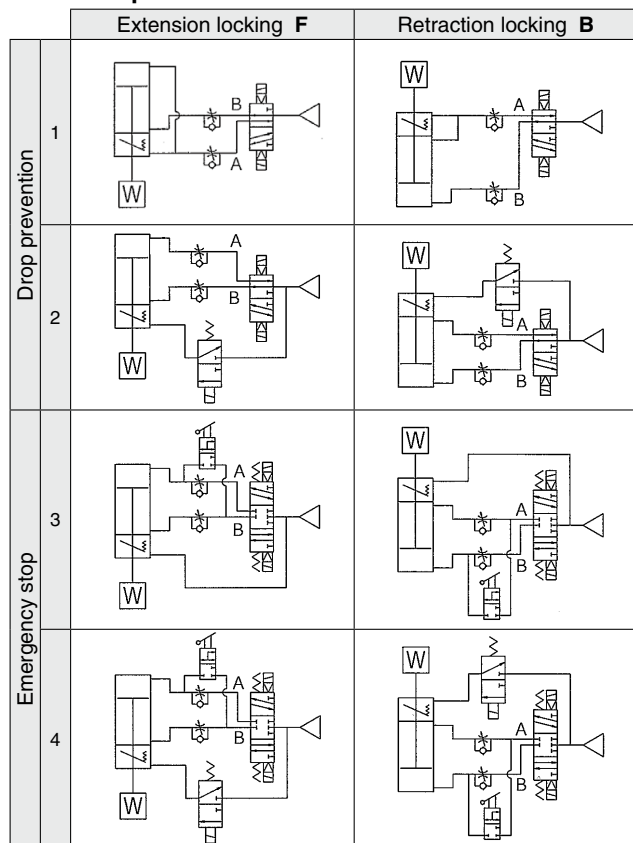 Extension locking F
Retraction locking B
Drop prevention
1
B
A
W
W
A
B
2
A
B
W
W
A
B
Emergency stop
3
A
B
W
W
A
B
4
A
B
W
W
A
B